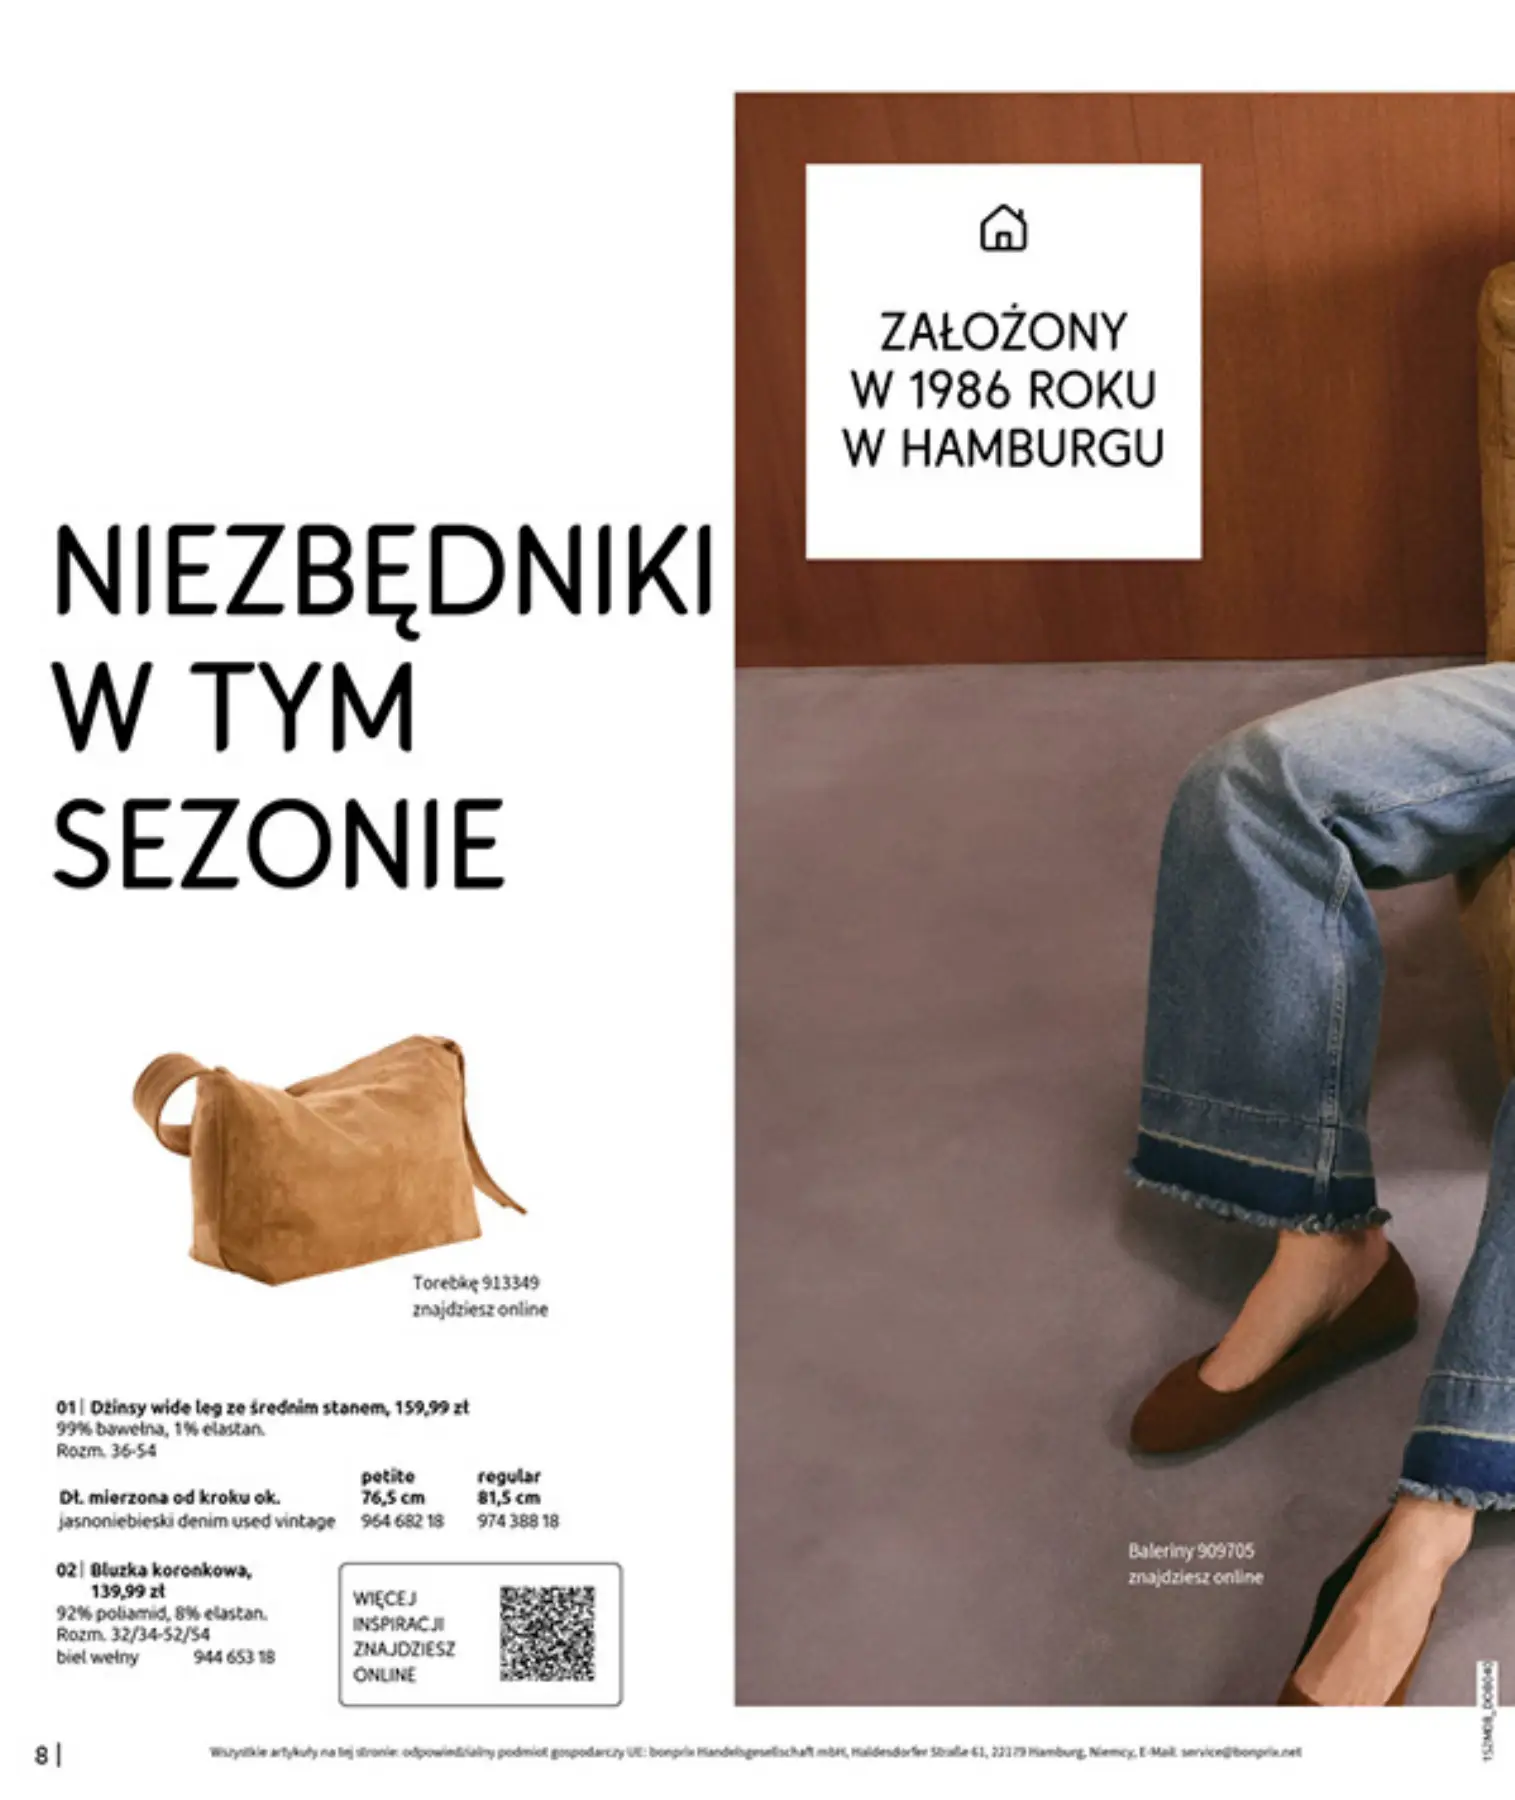 ZAŁOŻONY
W 1986 ROKU
W HAMBURGU
NIEZBĘDNIKI
W TYM
SEZONIE
Torebkę 913349
znajdziesz online
01| Dżinsy wide leg ze średnim stanem, 159,99 zł
99% bawełna, 1% elastan.
Rozm. 36-54
petite regular
Dł. mierzona od kroku ok. 76,5 cm 81,5 cm
jasnoniebieski denim used vintage 964 682 18 974 388 18
02| Bluzka koronkowa,
139,99 zł
92% poliamid, 8% elastan.
Rozm. 32/34-52/54
biel wełny 944 653 18
WIĘCEJ
INSPIRACJI
ZNAJDZIESZ
ONLINE
Baleriny 909705
znajdziesz online
8|
Wszystkie artykuły na tej stronie: odpowiedzialny podmiot gospodarczy UE: bonprix Handelsgesellschaft mbH, Haldesdorfer Straße 61, 22179 Hamburg, Niemcy, E-Mail: service@bonprix.net